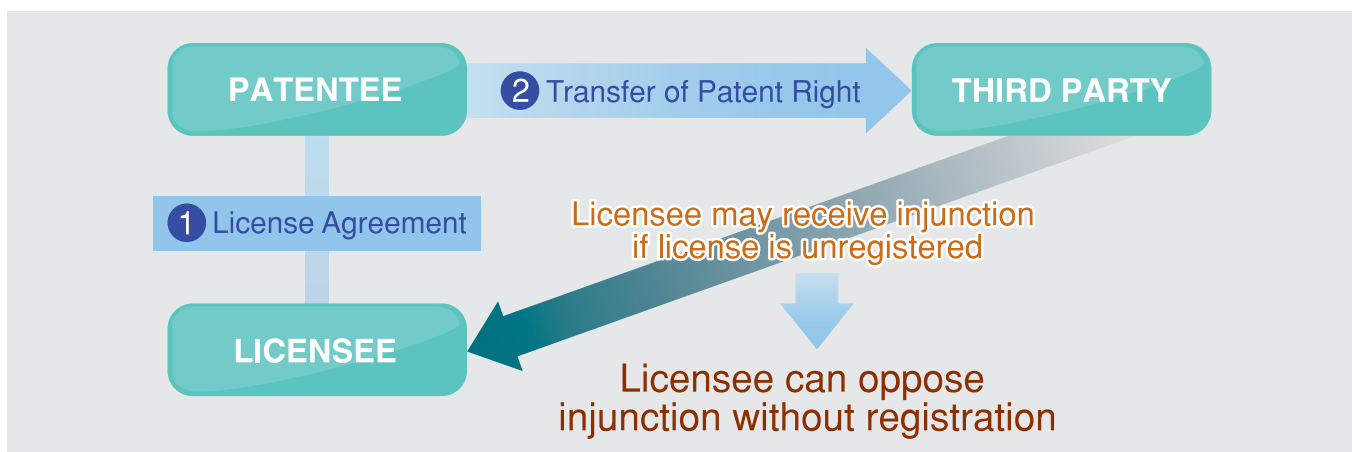 PATENTEE
2 Transfer of Patent Right
THIRD PARTY
1 License Agreement
Licensee may receive injunction
if license is unregistered
LICENSEE
Licensee can oppose
injunction without registration